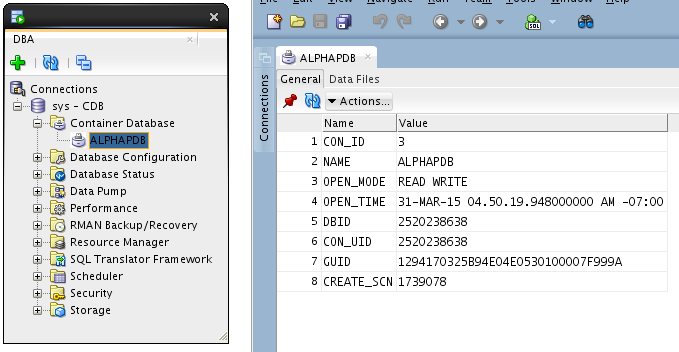 DBA
Connections
sys - CDB
Container Database
ALPHAPDB
Database Configuration
Database Status
Data Pump
Performance
RMAN Backup/Recovery
Resource Manager
SQL Translator Framework
Scheduler
Security
Storage
SQL
Connections
ALPHAPDB
General Data Files
Actions...
Name Value
1 CON_ID 3
2 NAME ALPHAPDB
3 OPEN_MODE READ WRITE
4 OPEN_TIME 31-MAR-15 04.50.19.948000000 AM -07:00
5 DBID 2520238638
6 CON_UID 2520238638
7 GUID 1294170325B94E04E0530100007F999A
8 CREATE_SCN 1739078